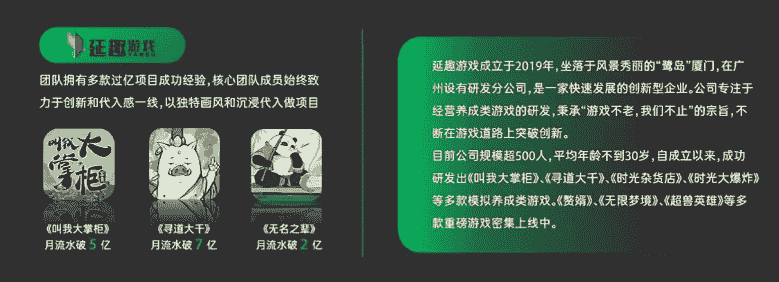 延趣游戏
YANQU
团队拥有多款过亿项目成功经验，核心团队成员始终致
力于创新和代入感一线，以独特画风和沉浸代入做项目
叫我大掌柜
《叫我大掌柜》
月流水破 5 亿
《寻道大千》
月流水破 7 亿
《无名之辈》
月流水破 2 亿
延趣游戏成立于2019年，坐落于风景秀丽的“鹭岛”厦门，在广
州设有研发分公司，是一家快速发展的创新型企业。公司专注于
经营养成类游戏的研发，秉承“游戏不老，我们不止”的宗旨，不
断在游戏道路上突破创新。
目前公司规模超500人，平均年龄不到30岁，自成立以来，成功
研发出《叫我大掌柜》、《寻道大千》、《时光杂货店》、《时光大爆炸》
等多款模拟养成类游戏。《赘婿》、《无限梦境》、《超兽英雄》等多
款重磅游戏密集上线中。